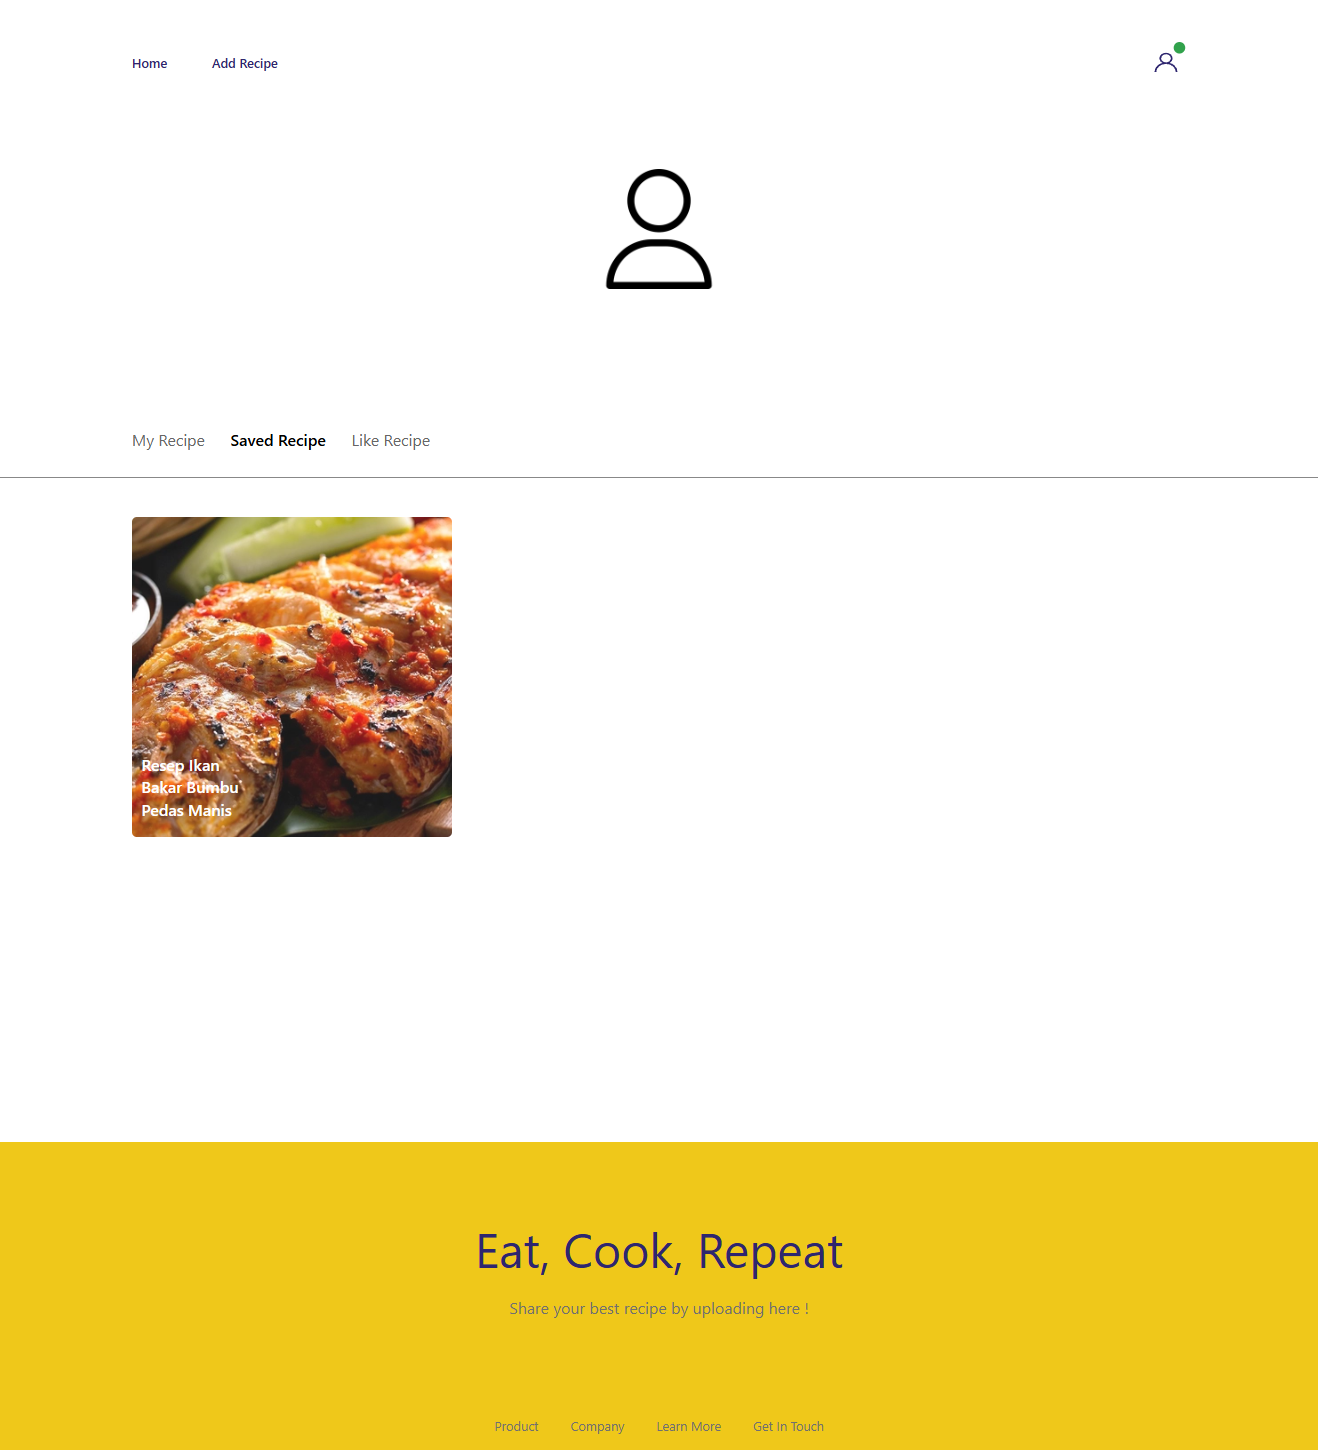 Home Add Recipe
My Recipe Saved Recipe Like Recipe
Resep Ikan
Bakar Bumbu
Pedas Manis
Eat, Cook, Repeat
Share your best recipe by uploading here !
Product Company Learn More Get In Touch